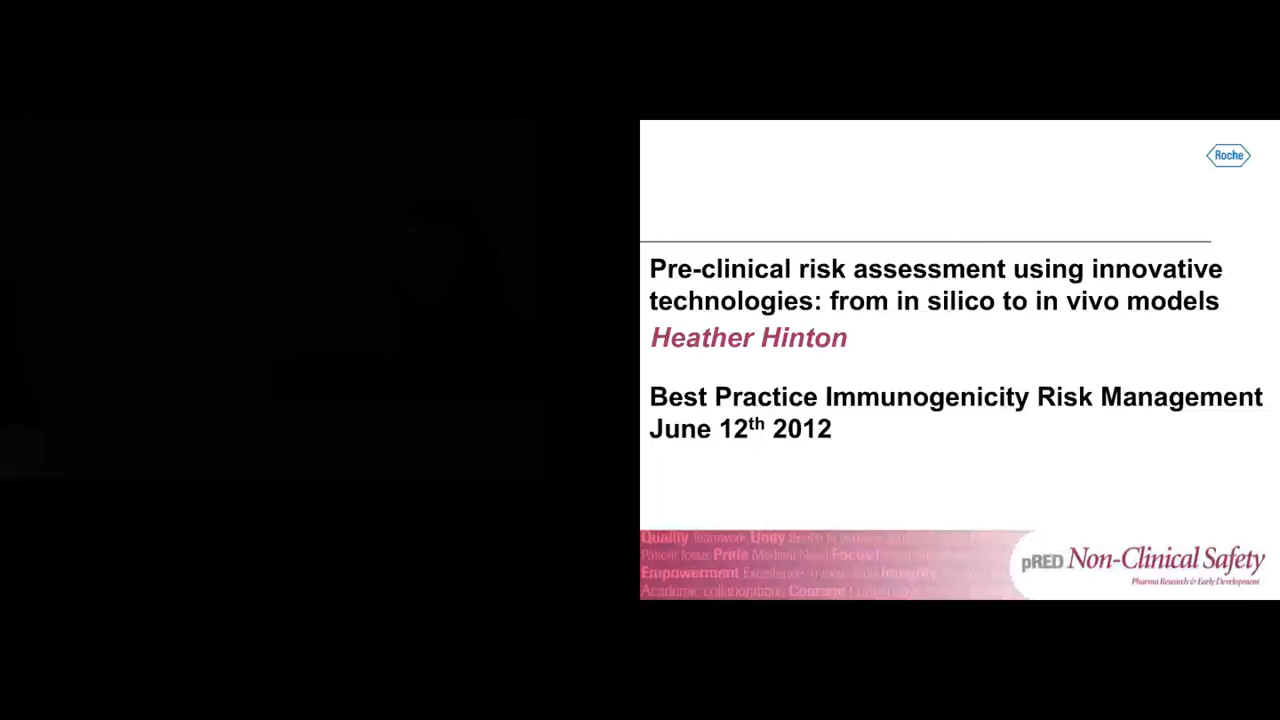 Roche
Pre-clinical risk assessment using innovative
technologies: from in silico to in vivo models
Heather Hinton
Best Practice Immunogenicity Risk Management
June 12th 2012
Quality Teamwork Unity
Patient focus Pride Medical Need Focus
Empowerment Excellence in execution
Academic collaborations Courage
pRED Non-Clinical Safety
Pharma Research & Early Development